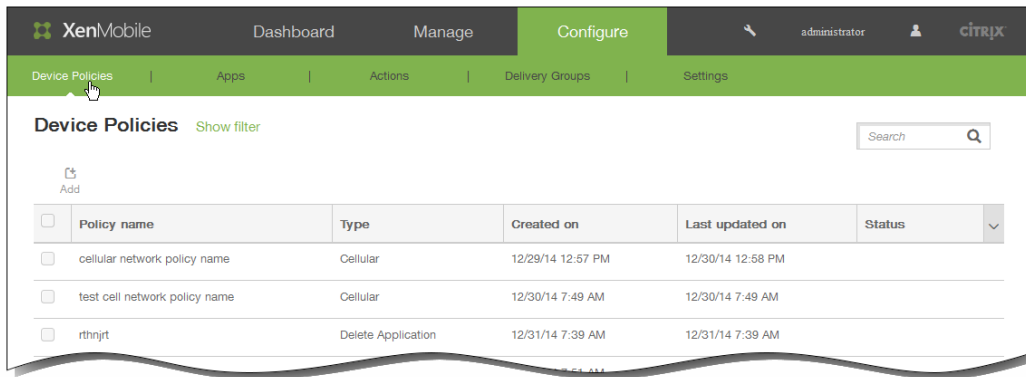 XenMobile Dashboard Manage Configure administrator CITRIX
Device Policies | Apps | Actions | Delivery Groups | Settings
Device Policies Show filter
Search
Add
Policy name Type Created on Last updated on Status
cellular network policy name Cellular 12/29/14 12:57 PM 12/30/14 12:58 PM
test cell network policy name Cellular 12/30/14 7:49 AM 12/30/14 7:49 AM
rthnjrt Delete Application 12/31/14 7:39 AM 12/31/14 7:39 AM
7:51 AM